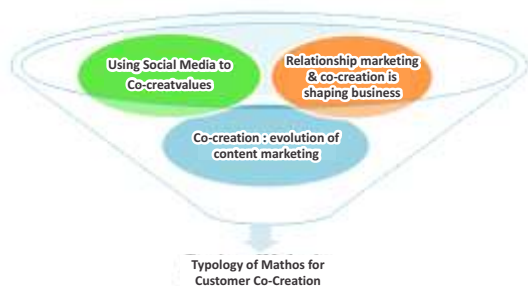 Using Social Media to
Co-creatvalues
Relationship marketing
& co-creation is
shaping business
Co-creation : evolution of
content marketing
Typology of Mathos for
Customer Co-Creation